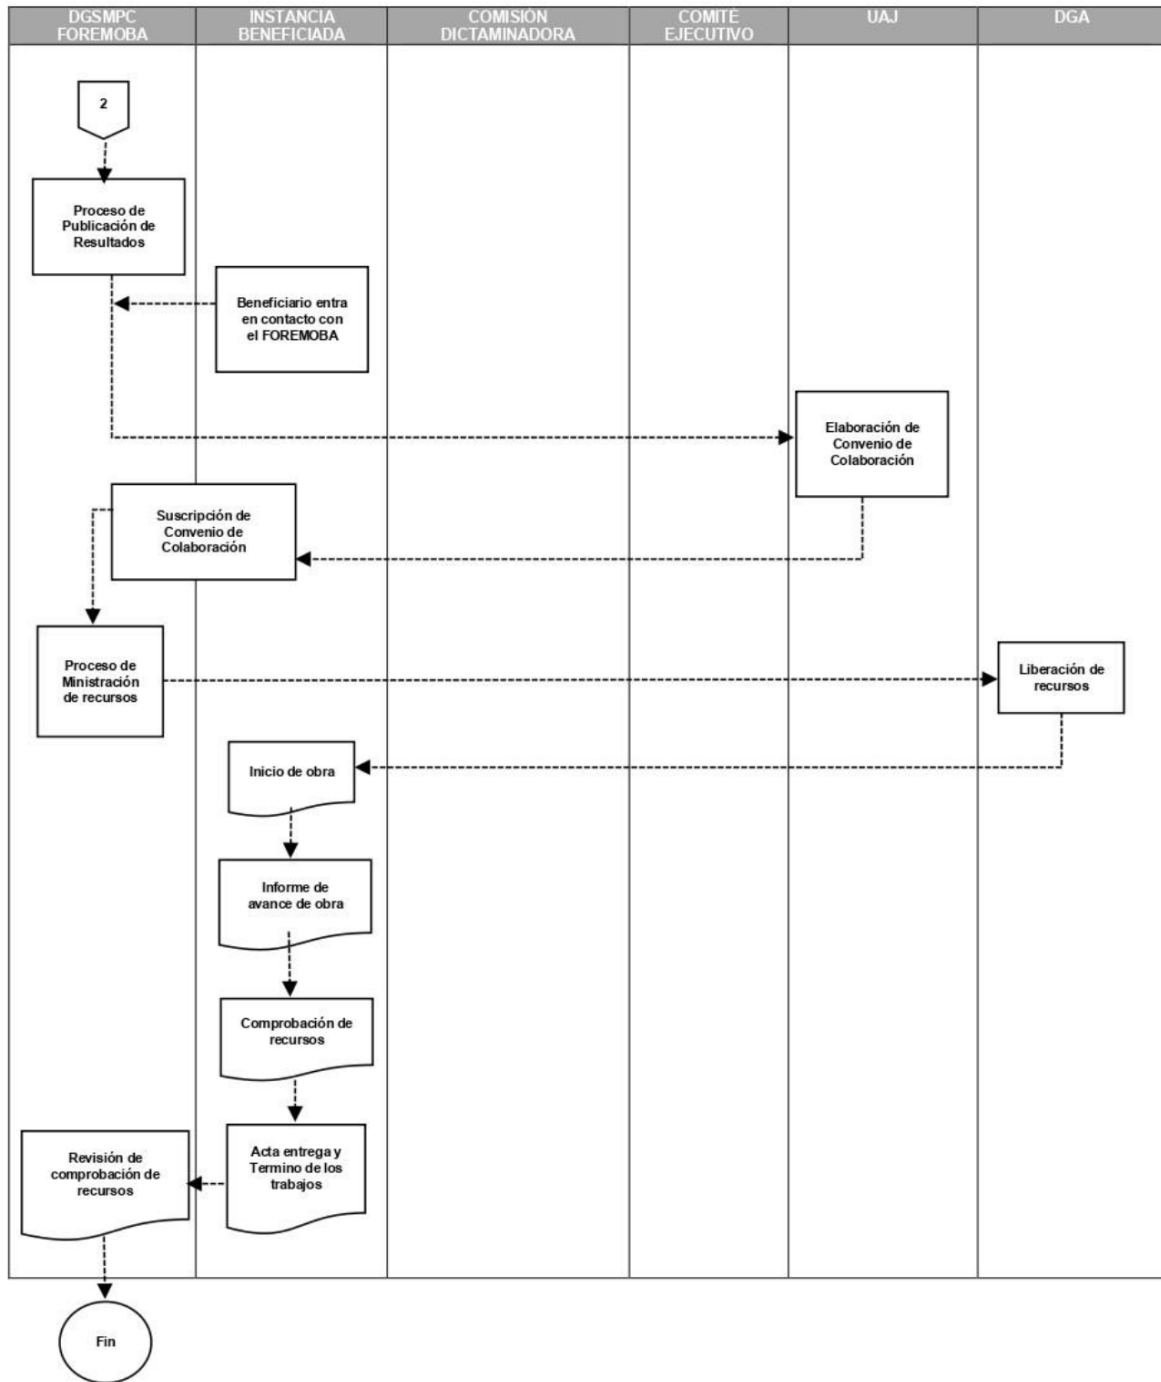 DGSMPC
FOREMOBA
INSTANCIA
BENEFICIADA
COMISIÓN
DICTAMINADORA
COMITÉ
EJECUTIVO
UAJ
DGA
2
Proceso de
Publicación de
Resultados
Beneficiario entra
en contacto con
el FOREMOBA
Elaboración de
Convenio de
Colaboración
Suscripción de
Convenio de
Colaboración
Proceso de
Ministración
de recursos
Liberación de
recursos
Inicio de obra
Informe de
avance de obra
Comprobación de
recursos
Acta entrega y
Termino de los
trabajos
Revisión de
comprobación de
recursos
Fin